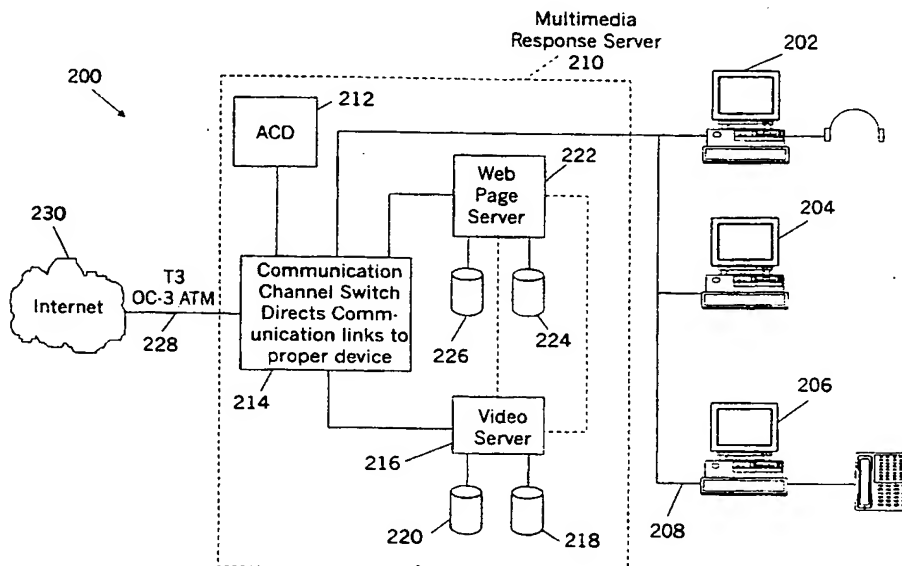 Multimedia
Response Server
210
202
200
212
ACD
222
Web
Page
Server
204
230
T3
Internet
OC-3 ATM
228
Communication
Channel Switch
Directs Comm-
unication links to
proper device
226
224
214
206
Video
Server
216
208
220
218